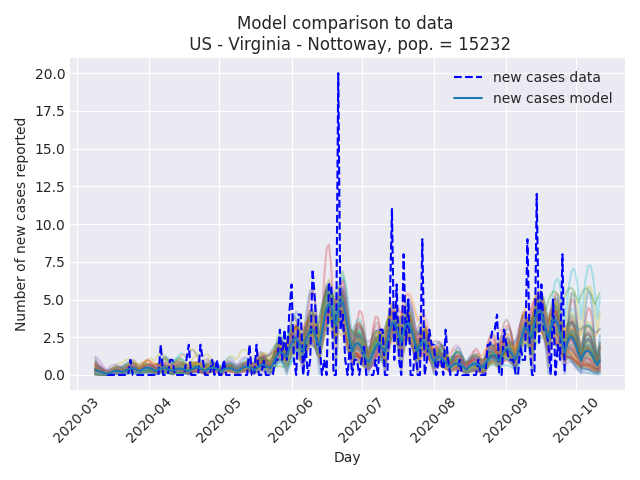 Model comparison to data
US - Virginia - Nottoway, pop. = 15232
new cases data
new cases model
Number of new cases reported
20.0
17.5
15.0
12.5
10.0
7.5
5.0
2.5
0.0
2020-03
2020-04
2020-05
2020-06
2020-07
2020-08
2020-09
2020-10
Day